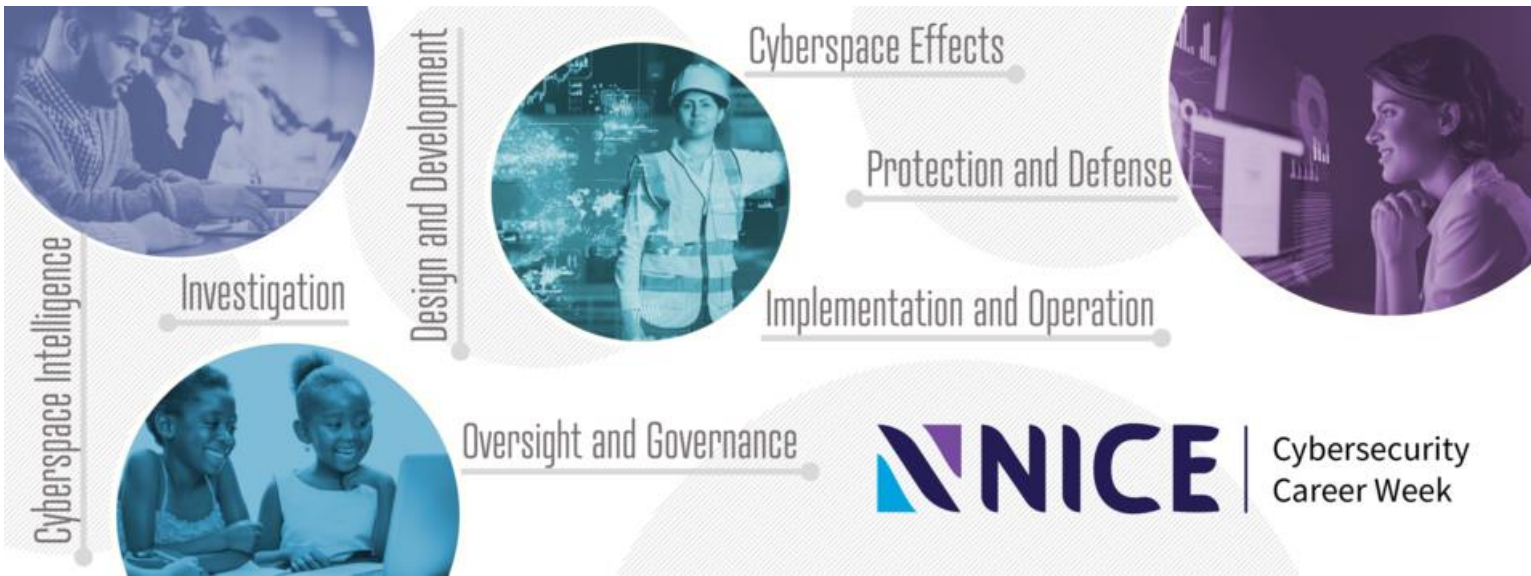 Cyberspace Intelligence
Investigation
Design and Development
Cyberspace Effects
Protection and Defense
Implementation and Operation
Oversight and Governance
NICE
Cybersecurity
Career Week